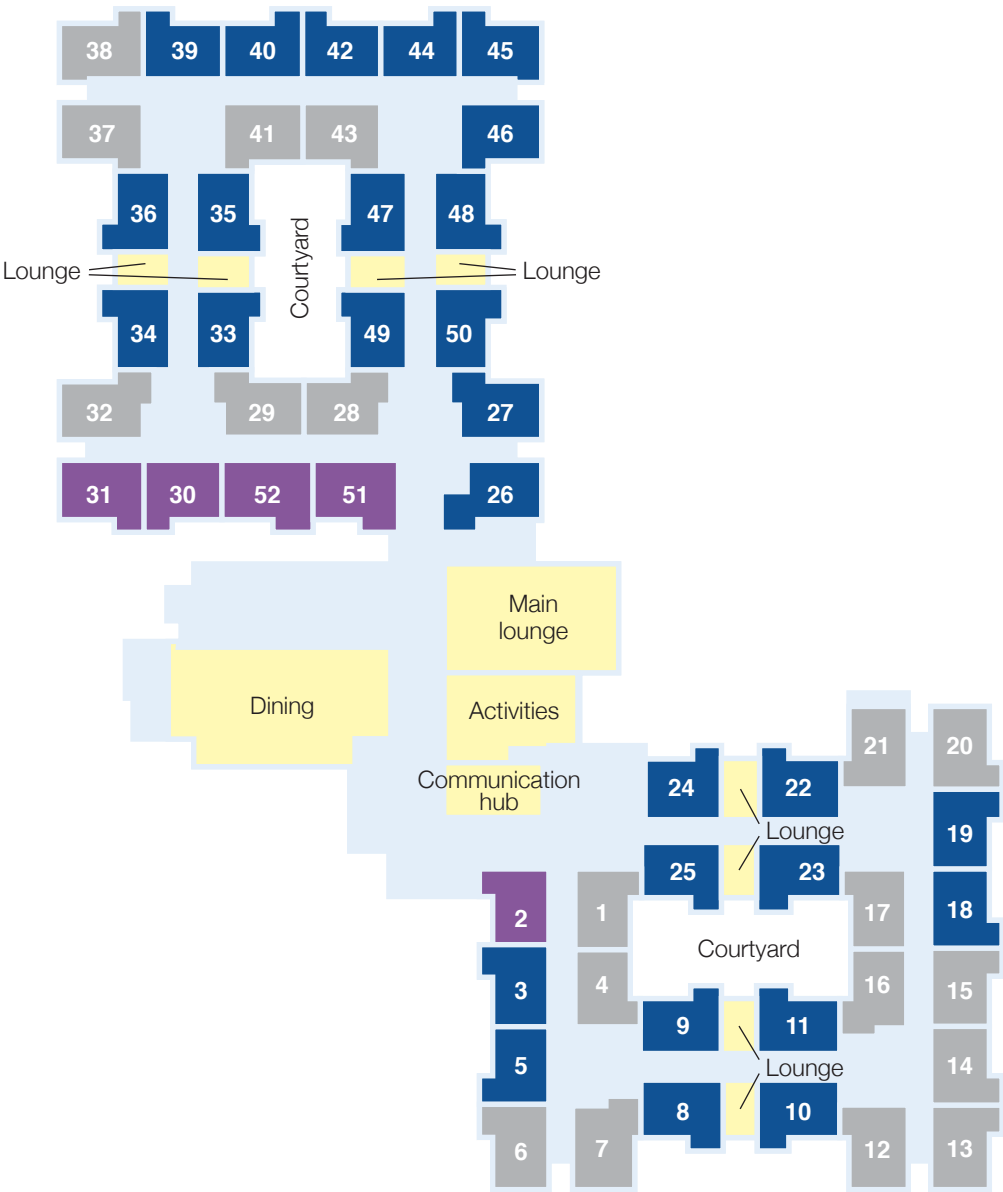 38 39 40 42 44 45
37 41 43 46
36 35 47 48
Courtyard
Lounge Lounge
34 33 49 50
32 29 28 27
31 30 52 51 26
Main
lounge
Dining
Activities
21 20
Communication
hub
24 22
Lounge
19
25 23
2 1 17 18
Courtyard
3 4 16 15
9 11
5 Lounge 14
8 10
6 7 12 13